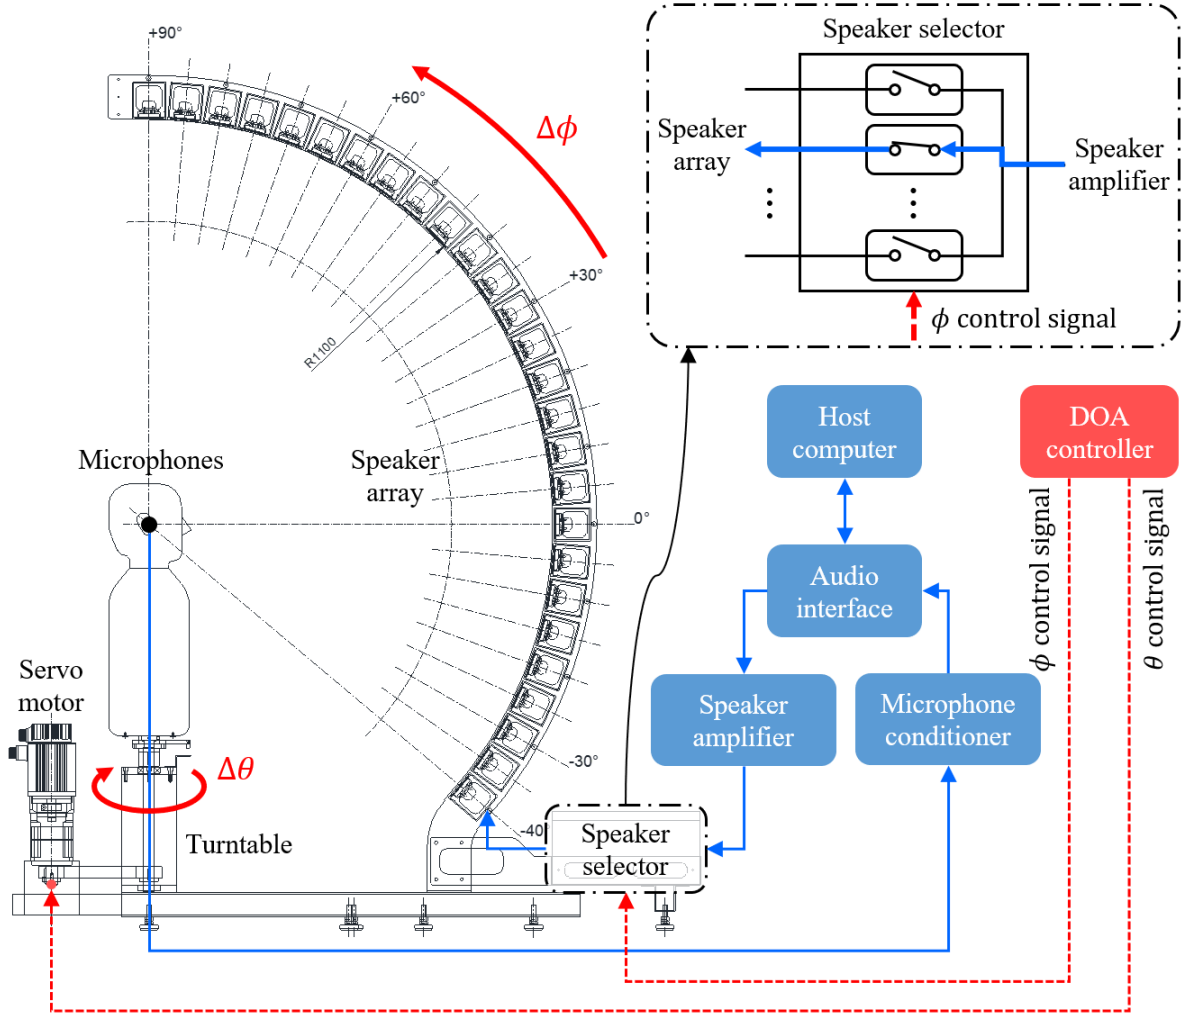 +90°
+60°
Δϕ
+30°
R1100
Microphones
Speaker
array
0°
Servo
motor
Δθ
Turntable
-30°
-40°
Speaker
selector
Speaker selector
Speaker
array
Speaker
amplifier
ϕ control signal
Host
computer
DOA
controller
Audio
interface
ϕ control signal
θ control signal
Speaker
amplifier
Microphone
conditioner